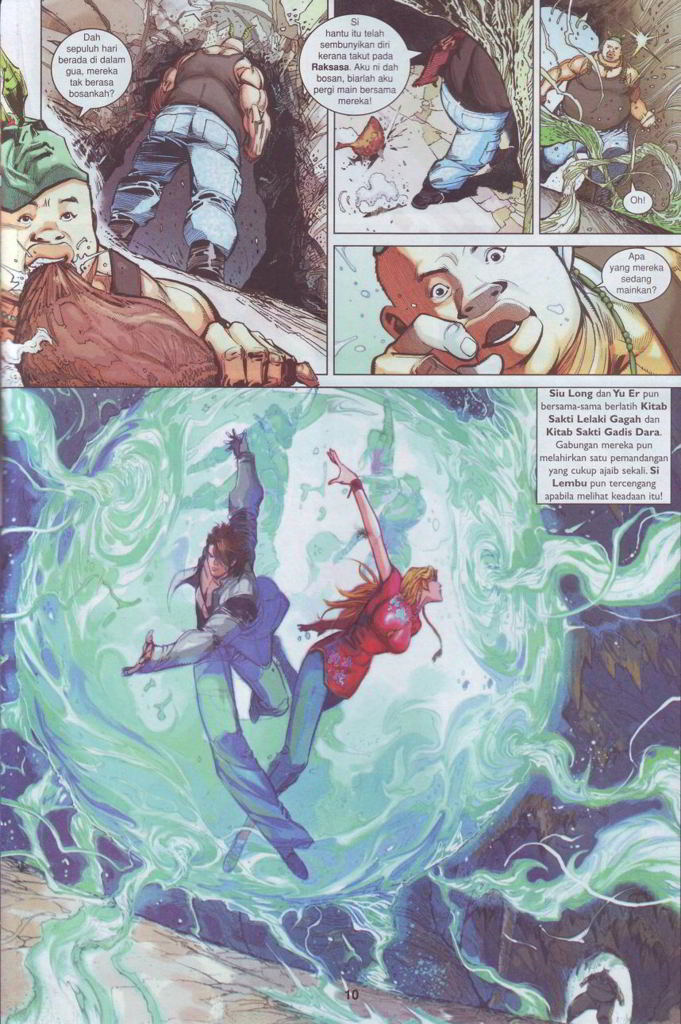 Dah
sepuluh hari
berada di dalam
gua, mereka
tak berasa
bosankah?
Si
hantu itu telah
sembunyikan diri
kerana takut pada
Raksasa. Aku ni dah
bosan, biarlah aku
pergi main bersama
mereka!
Oh!
Apa
yang mereka
sedang
mainkan?
Siu Long dan Yu Er pun
bersama-sama berlatih Kitab
Sakti Lelaki Gagah dan
Kitab Sakti Gadis Dara.
Gabungan mereka pun
melahirkan satu pemandangan
yang cukup ajaib sekali. Si
Lembu pun tercengang
apabila melihat keadaan itu!
10